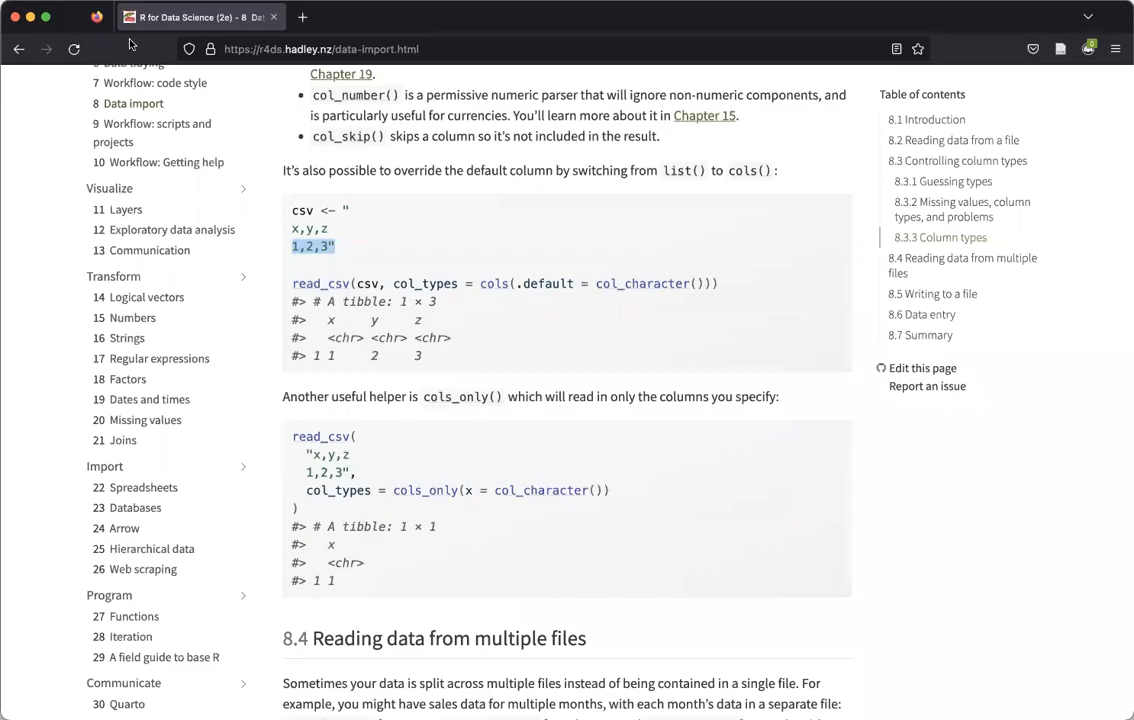 R for Data Science (2e) - 8 Dat
https://r4ds.hadley.nz/data-import.html
0
7 Workflow: code style
8 Data import
9 Workflow: scripts and
projects
10 Workflow: Getting help
Visualize
11 Layers
12 Exploratory data analysis
13 Communication
Transform
14 Logical vectors
15 Numbers
16 Strings
17 Regular expressions
18 Factors
19 Dates and times
20 Missing values
21 Joins
Import
22 Spreadsheets
23 Databases
24 Arrow
25 Hierarchical data
26 Web scraping
Program
27 Functions
28 Iteration
29 A field guide to base R
Communicate
30 Quarto
Chapter 19.
• col_number() is a permissive numeric parser that will ignore non-numeric components, and
is particularly useful for currencies. You'll learn more about it in Chapter 15.
• col_skip() skips a column so it's not included in the result.
It's also possible to override the default column by switching from list() to cols():
csv <- "
x,y,z
1,2,3"
read_csv(csv, col_types = cols(.default = col_character()))
#> # A tibble: 1 × 3
#>   x     y     z
#>   <chr> <chr> <chr>
#> 1 1     2     3
Another useful helper is cols_only() which will read in only the columns you specify:
read_csv(
  "x,y,z
  1,2,3",
  col_types = cols_only(x = col_character())
)
#> # A tibble: 1 × 1
#>   x
#>   <chr>
#> 1 1
8.4 Reading data from multiple files
Sometimes your data is split across multiple files instead of being contained in a single file. For
example, you might have sales data for multiple months, with each month's data in a separate file:
Table of contents
8.1 Introduction
8.2 Reading data from a file
8.3 Controlling column types
8.3.1 Guessing types
8.3.2 Missing values, column
types, and problems
8.3.3 Column types
8.4 Reading data from multiple
files
8.5 Writing to a file
8.6 Data entry
8.7 Summary
Edit this page
Report an issue